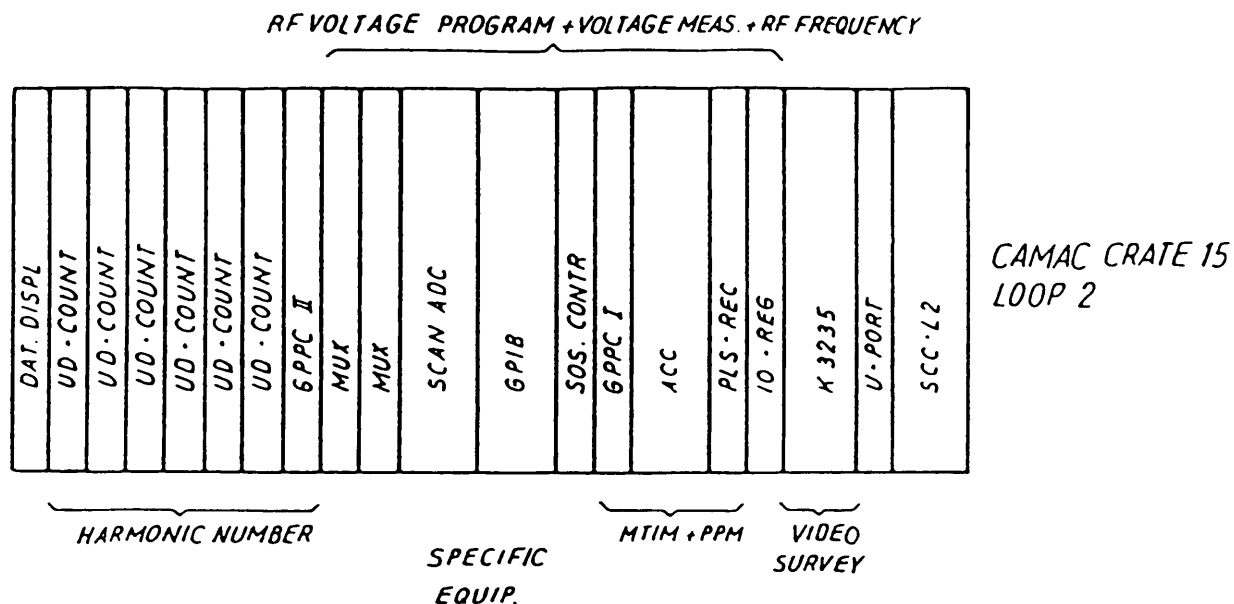 RF VOLTAGE PROGRAM + VOLTAGE MEAS. + RF FREQUENCY
DAT. DISPL
UD·COUNT
UD·COUNT
UD·COUNT
UD·COUNT
UD·COUNT
UD·COUNT
GPPC II
MUX
MUX
SCAN ADC
GPIB
SOS. CONTR
GPPC I
ACC
PLS·REC
IO·REG
K 3235
U·PORT
SCC·L2
CAMAC CRATE 15
LOOP 2
HARMONIC NUMBER
MTIM + PPM
VIDEO
SURVEY
SPECIFIC
EQUIP.